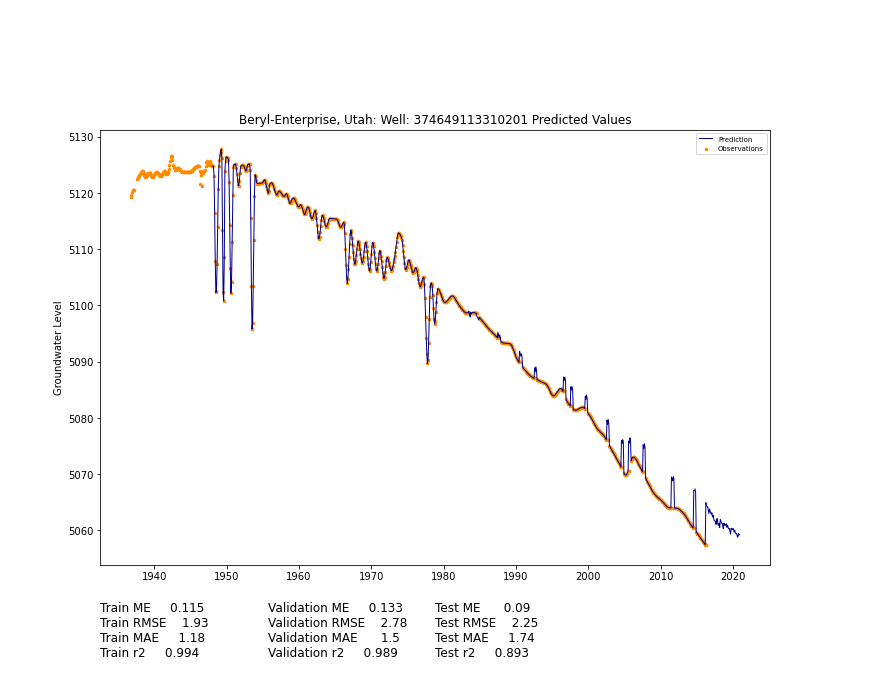 Beryl-Enterprise, Utah: Well: 374649113310201 Predicted Values
Prediction
Observations
Groundwater Level
5130
5120
5110
5100
5090
5080
5070
5060
1940 1950 1960 1970 1980 1990 2000 2010 2020
Train ME 0.115 Validation ME 0.133 Test ME 0.09
Train RMSE 1.93 Validation RMSE 2.78 Test RMSE 2.25
Train MAE 1.18 Validation MAE 1.5 Test MAE 1.74
Train r2 0.994 Validation r2 0.989 Test r2 0.893